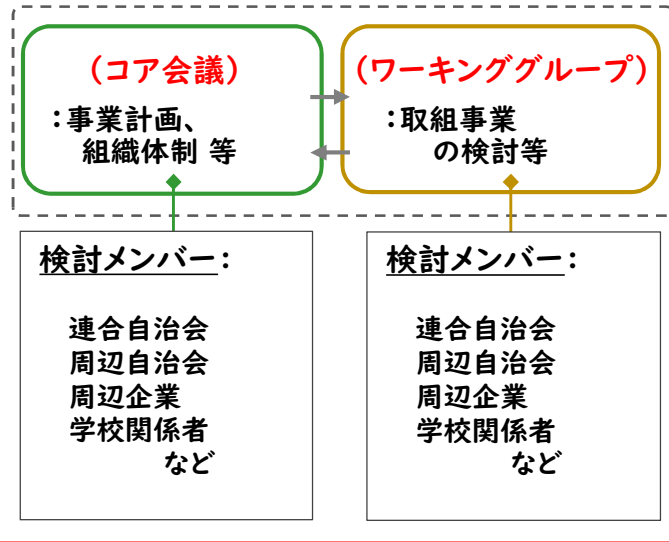 (コア会議)
:事業計画、
組織体制 等
(ワーキンググループ)
:取組事業
の検討等
検討メンバー:
連合自治会
周辺自治会
周辺企業
学校関係者
など
検討メンバー:
連合自治会
周辺自治会
周辺企業
学校関係者
など